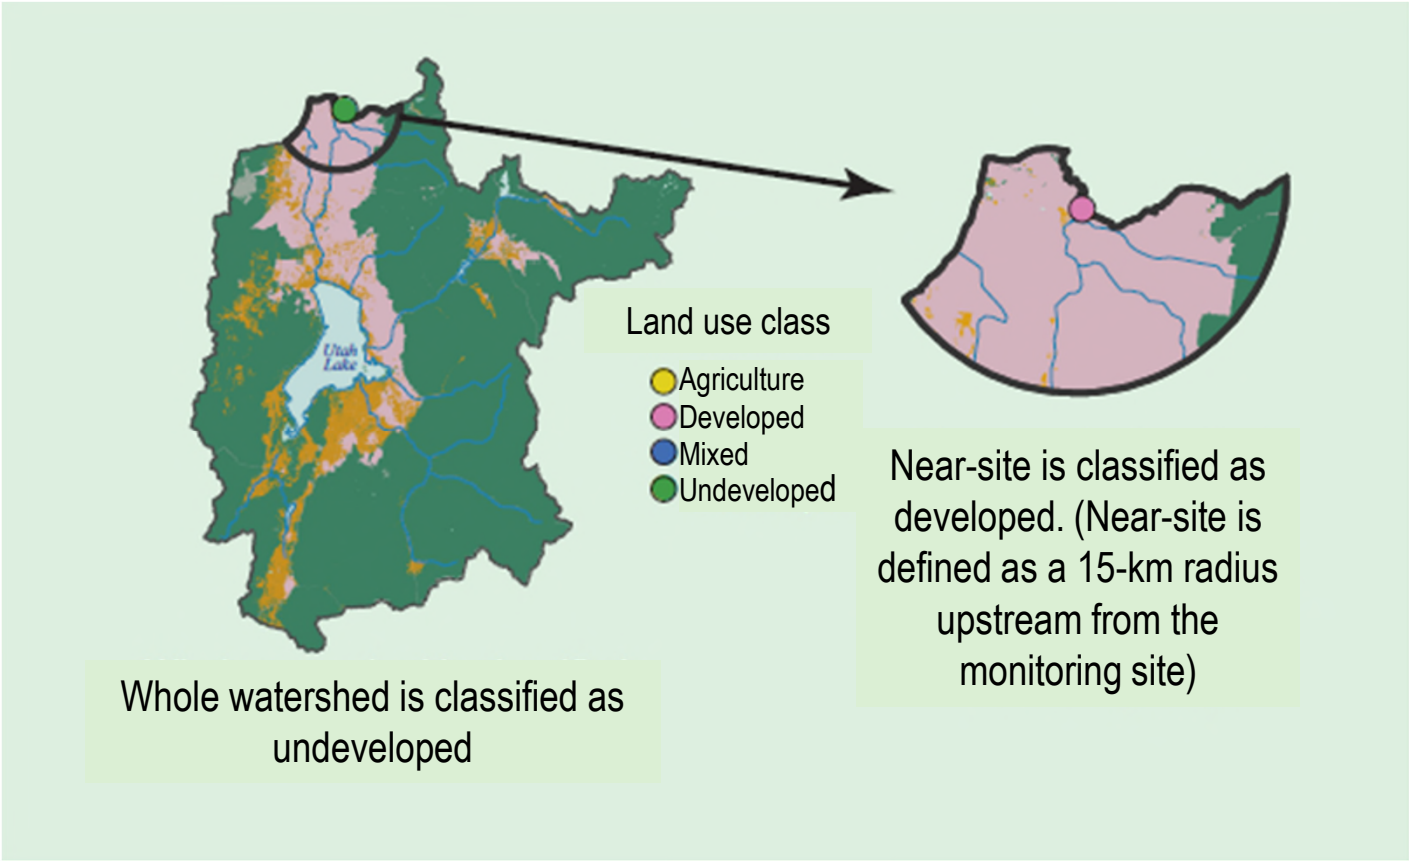 Utah
Lake
Land use class
Agriculture
Developed
Mixed
Undeveloped
Near-site is classified as
developed. (Near-site is
defined as a 15-km radius
upstream from the
monitoring site)
Whole watershed is classified as
undeveloped